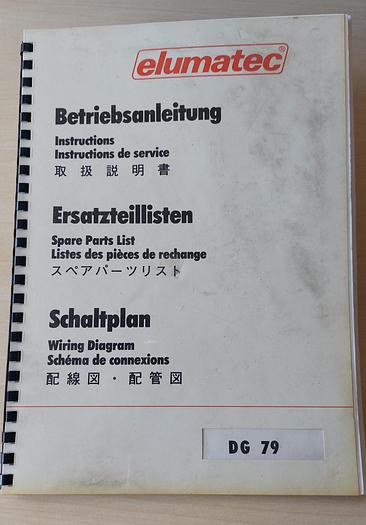 elumatec®
Betriebsanleitung
Instructions
Instructions de service
取扱説明書
Ersatzteillisten
Spare Parts List
Listes des pièces de rechange
スペアパーツリスト
Schaltplan
Wiring Diagram
Schéma de connexions
配線図・配管図
DG 79